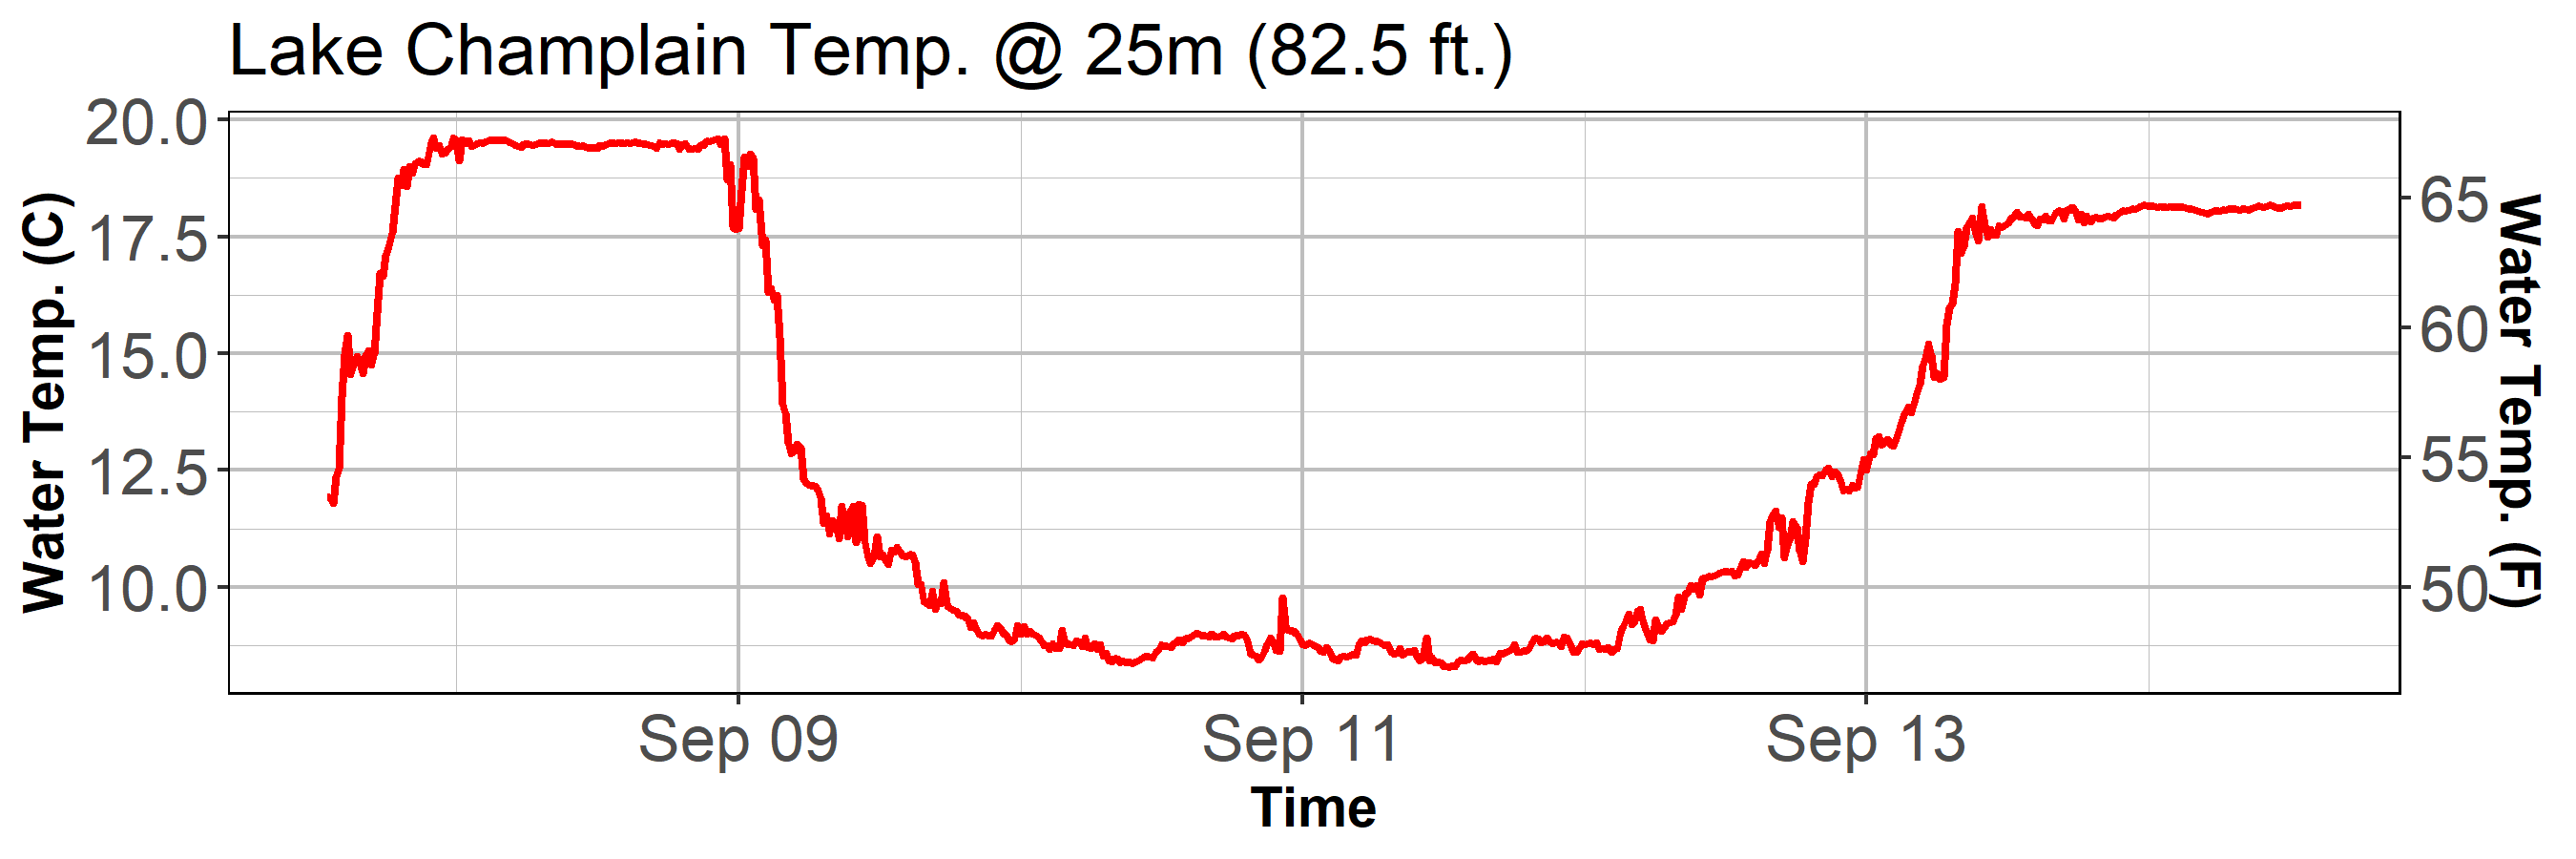 Lake Champlain Temp. @ 25m (82.5 ft.)
Water Temp. (C)
20.0
17.5
15.0
12.5
10.0
65
60
55
50
Water Temp. (F)
Sep 09 Sep 11 Sep 13
Time